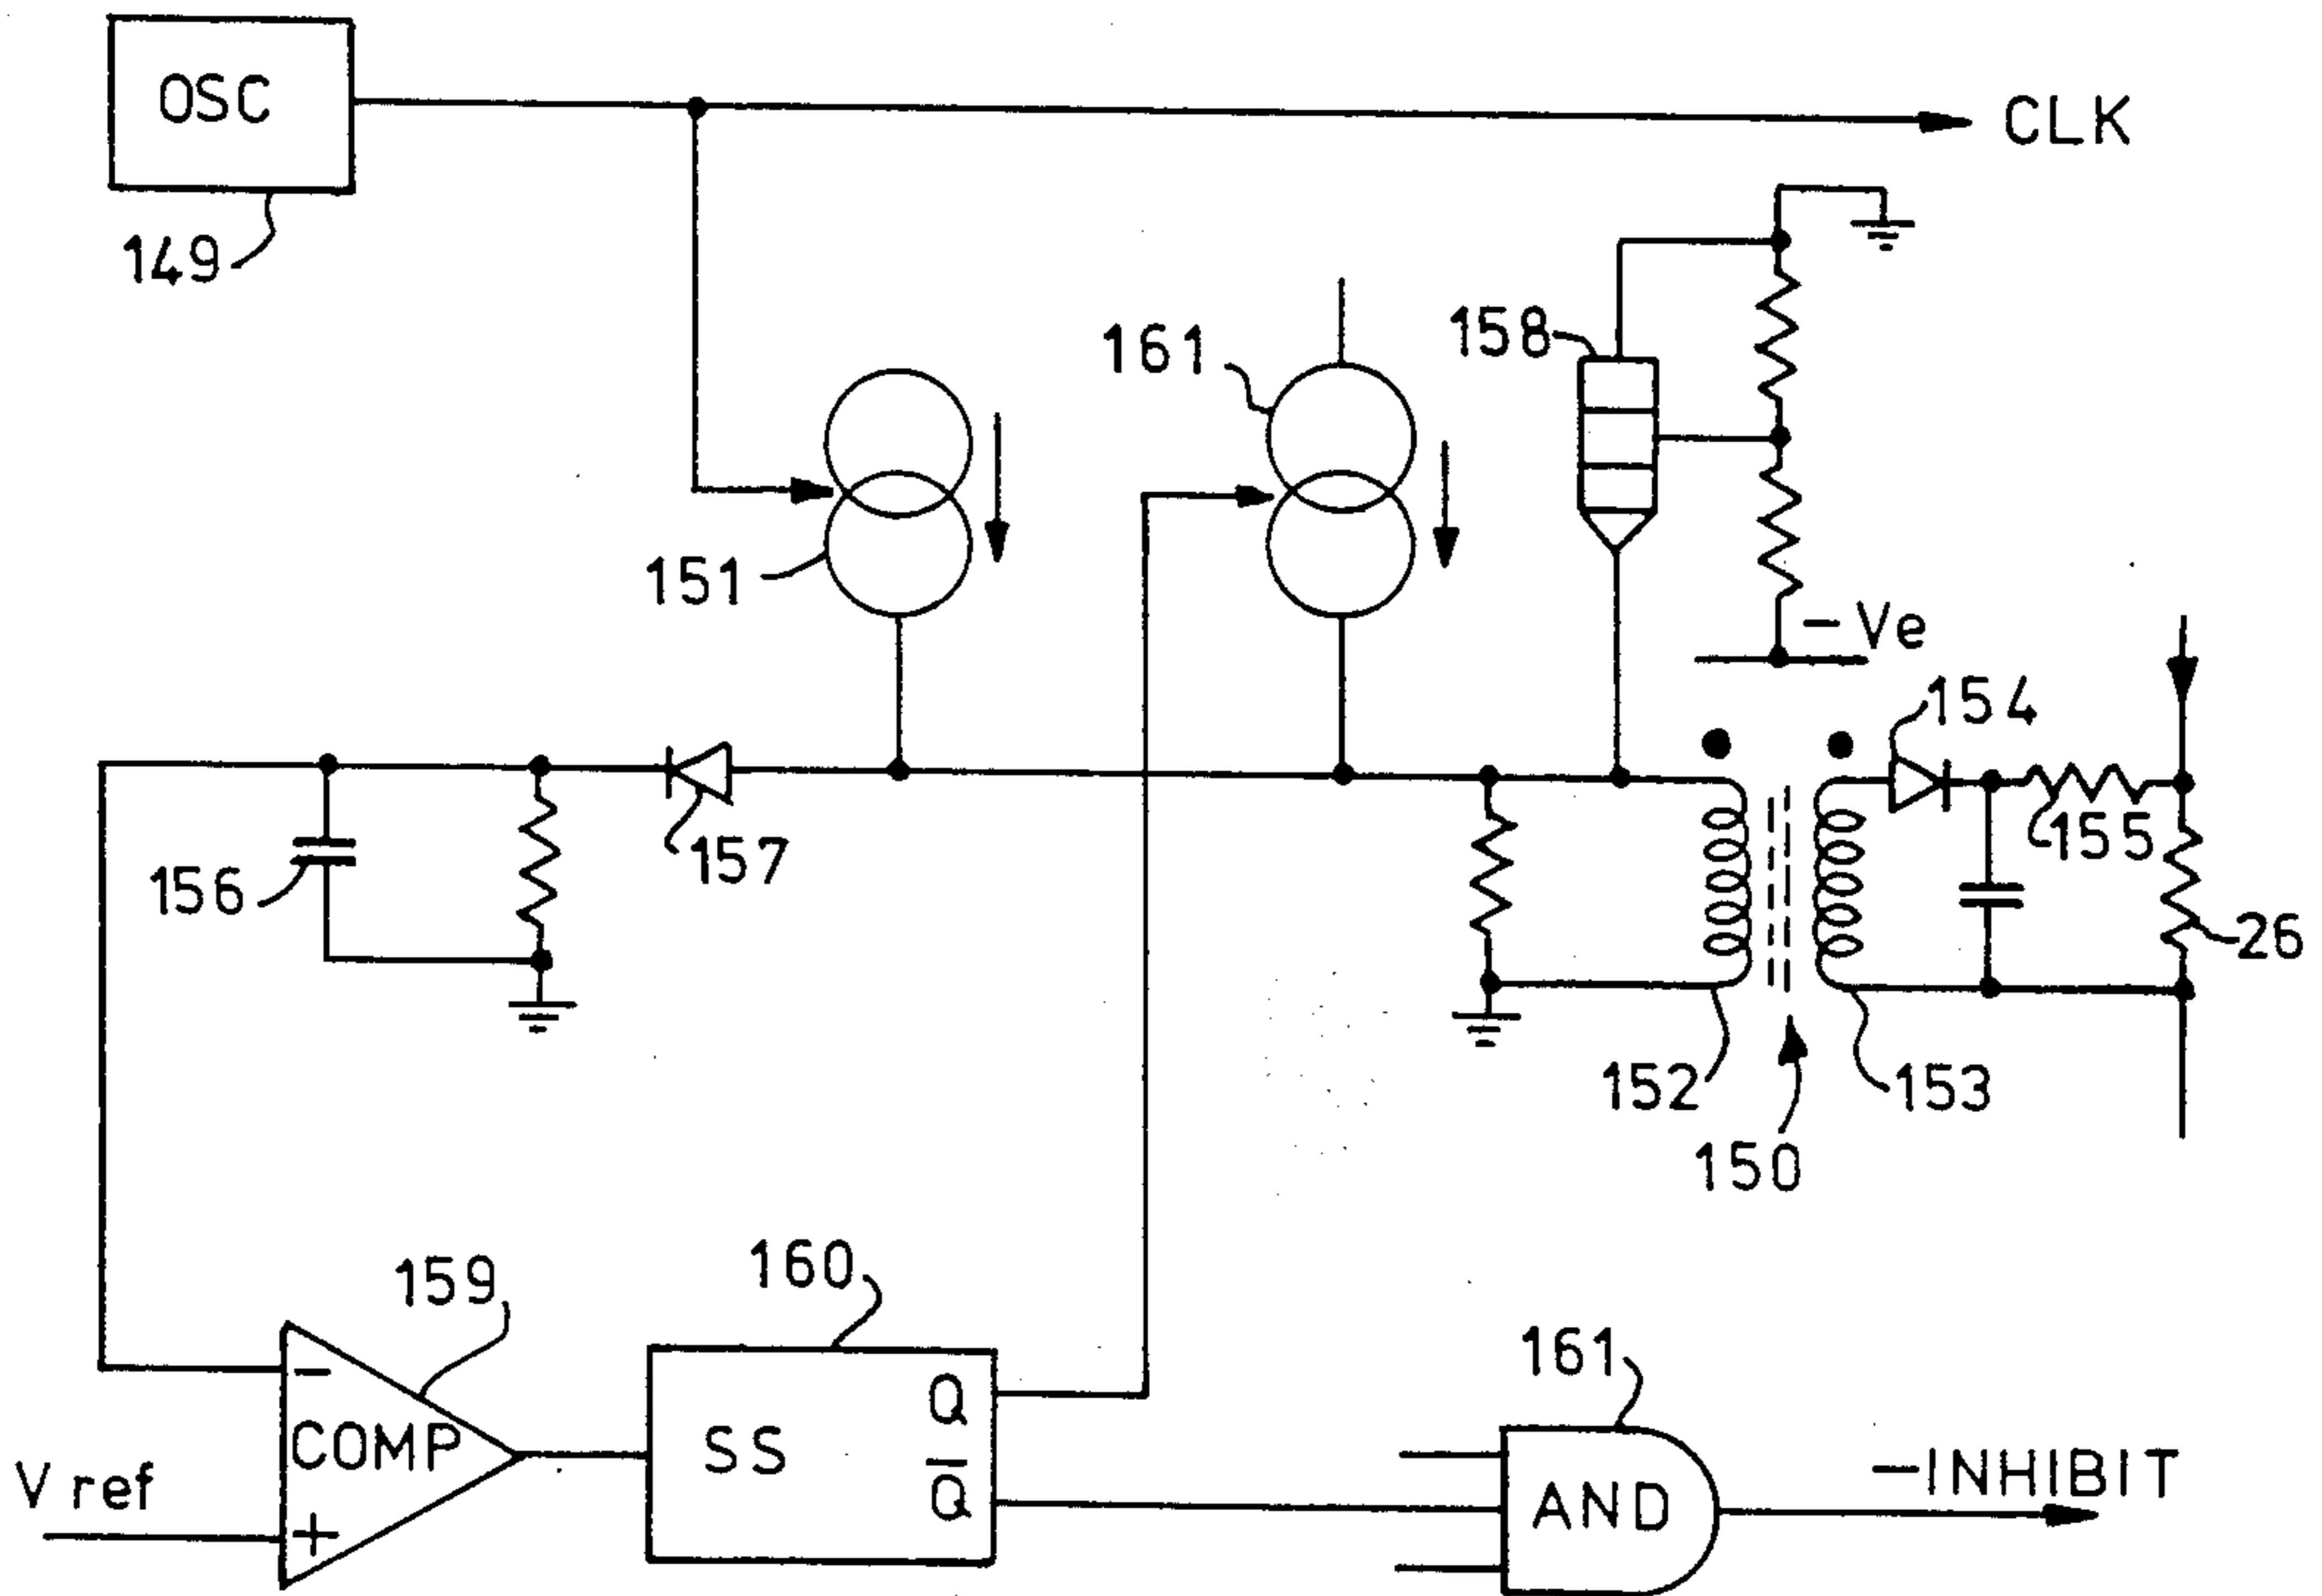 OSC
CLK
149
161
158
151
-Ve
154
157
155
156
26
152
153
150
159
160
161
-
COMP
Q
SS
Q̅
AND
-INHIBIT
V ref
+